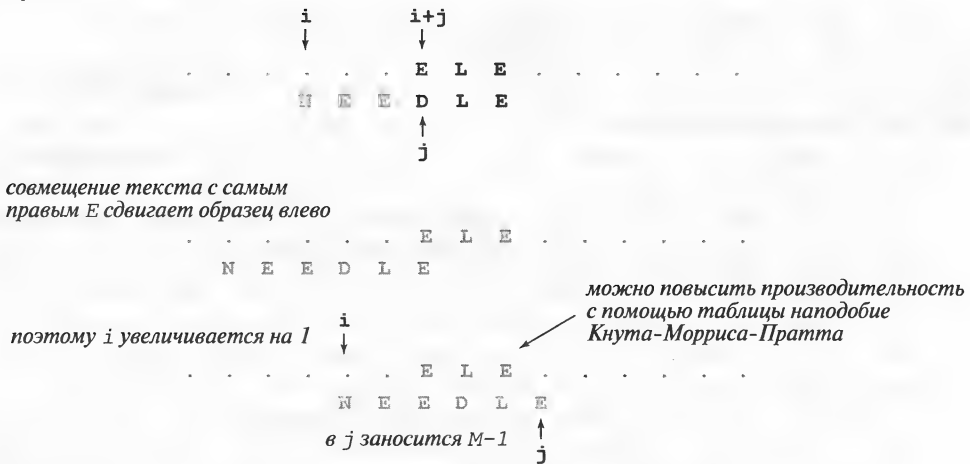 i i+j
. . . . . . E L E . . . . . .
N E E D L E
j
совмещение текста с самым
правым E сдвигает образец влево
. . . . . . E L E . . . . . .
N E E D L E
можно повысить производительность
с помощью таблицы наподобие
Кнута-Морриса-Пратта
поэтому i увеличивается на 1
i
. . . . . . E L E . . . . . .
N E E D L E
в j заносится M-1
j